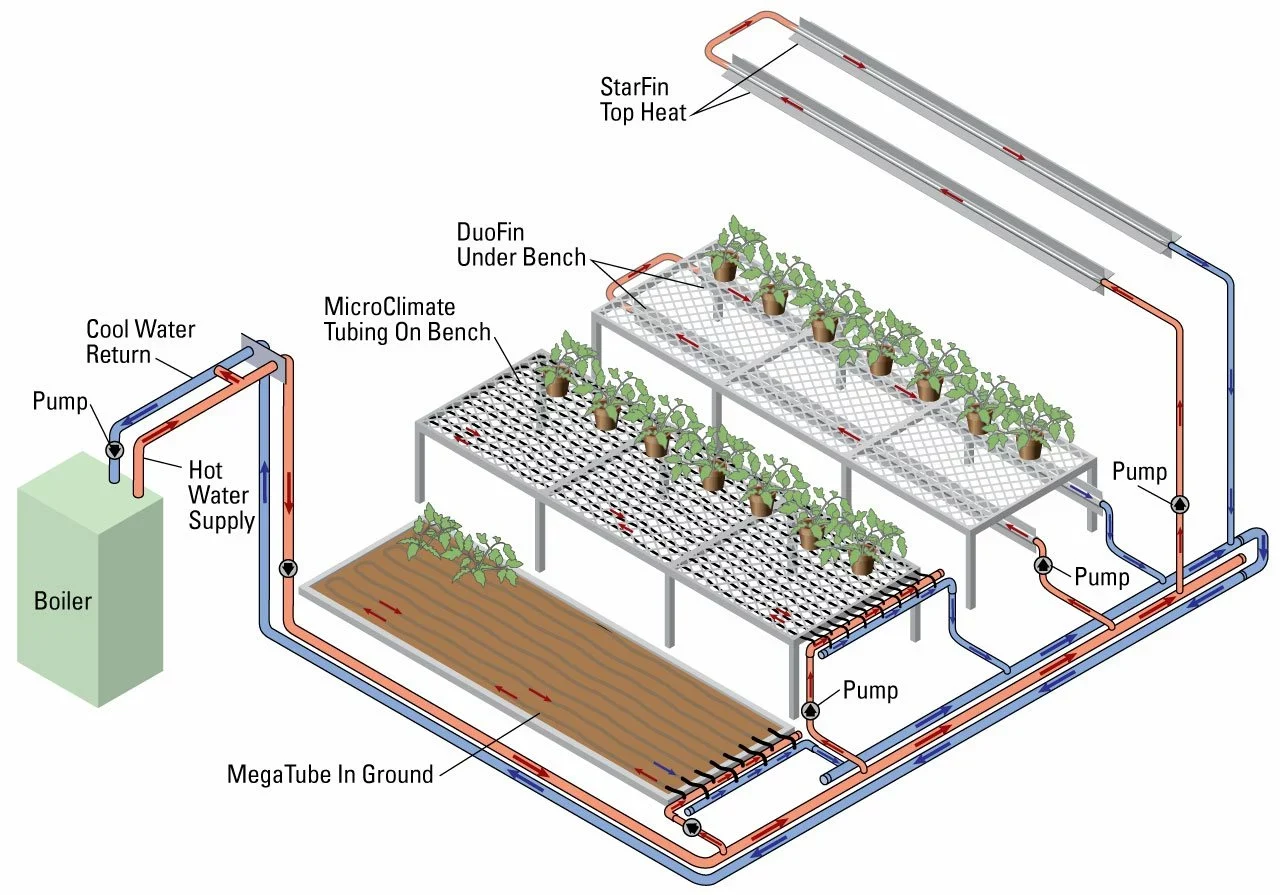 StarFin
Top Heat
DuoFin
Under Bench
MicroClimate
Tubing On Bench
Cool Water
Return
Pump
Hot
Water
Supply
Boiler
Pump
Pump
Pump
MegaTube In Ground